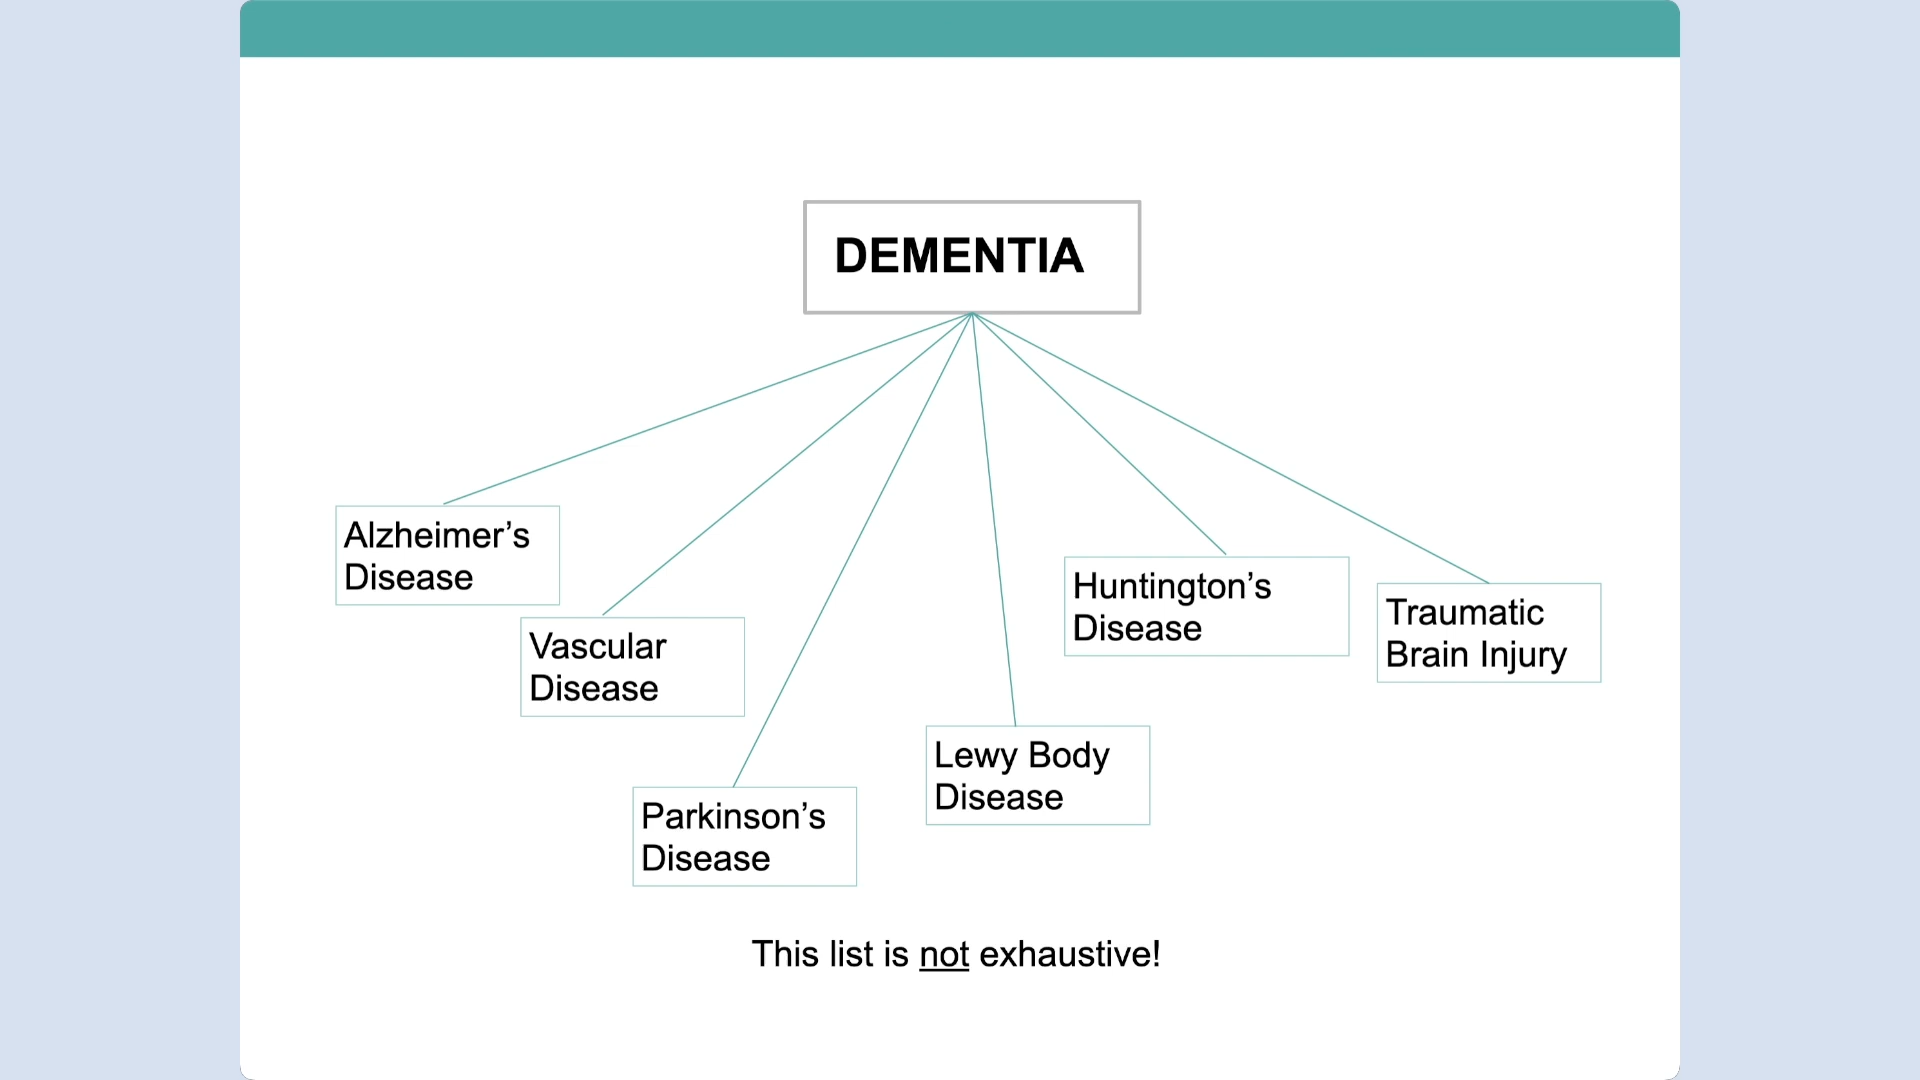 DEMENTIA
Alzheimer’s
Disease
Vascular
Disease
Parkinson’s
Disease
Lewy Body
Disease
Huntington’s
Disease
Traumatic
Brain Injury
This list is not exhaustive!